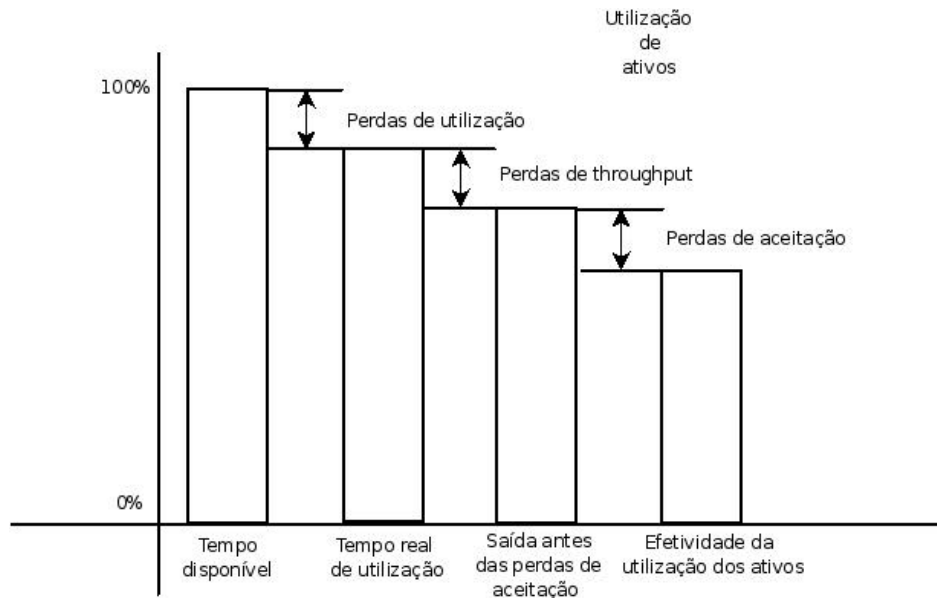 Utilização
de
ativos
100%
Perdas de utilização
Perdas de throughput
Perdas de aceitação
0%
Tempo
disponível
Tempo real
de utilização
Saída antes
das perdas de
aceitação
Efetividade da
utilização dos ativos